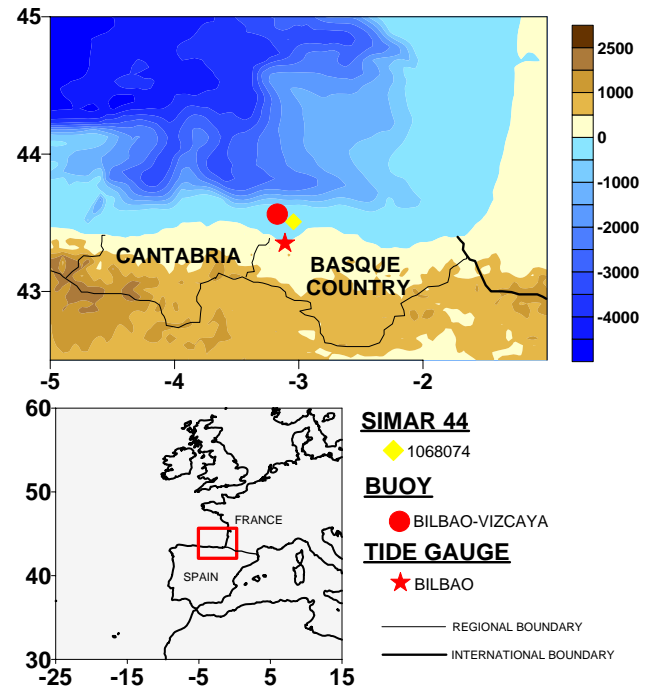 45
44
43
-5
-4
-3
-2
CANTABRIA
BASQUE
COUNTRY
2500
1000
0
-1000
-2000
-3000
-4000
60
50
40
30
-25
-15
-5
5
15
FRANCE
SPAIN
SIMAR 44
1068074
BUOY
BILBAO-VIZCAYA
TIDE GAUGE
BILBAO
REGIONAL BOUNDARY
INTERNATIONAL BOUNDARY